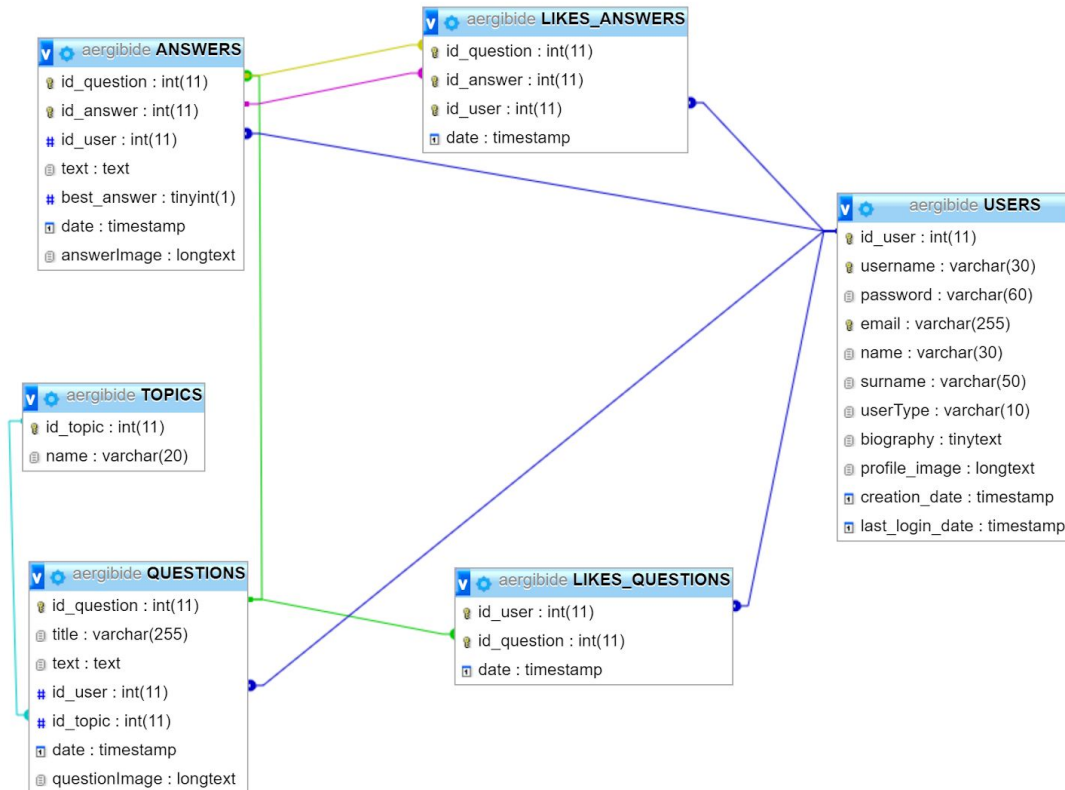 aergibide ANSWERS
id_question : int(11)
id_answer : int(11)
id_user : int(11)
text : text
best_answer : tinyint(1)
date : timestamp
answerImage : longtext
aergibide LIKES_ANSWERS
id_question : int(11)
id_answer : int(11)
id_user : int(11)
date : timestamp
aergibide USERS
id_user : int(11)
username : varchar(30)
password : varchar(60)
email : varchar(255)
name : varchar(30)
surname : varchar(50)
userType : varchar(10)
biography : tinytext
profile_image : longtext
creation_date : timestamp
last_login_date : timestamp
aergibide TOPICS
id_topic : int(11)
name : varchar(20)
aergibide QUESTIONS
id_question : int(11)
title : varchar(255)
text : text
id_user : int(11)
id_topic : int(11)
date : timestamp
questionImage : longtext
aergibide LIKES_QUESTIONS
id_user : int(11)
id_question : int(11)
date : timestamp